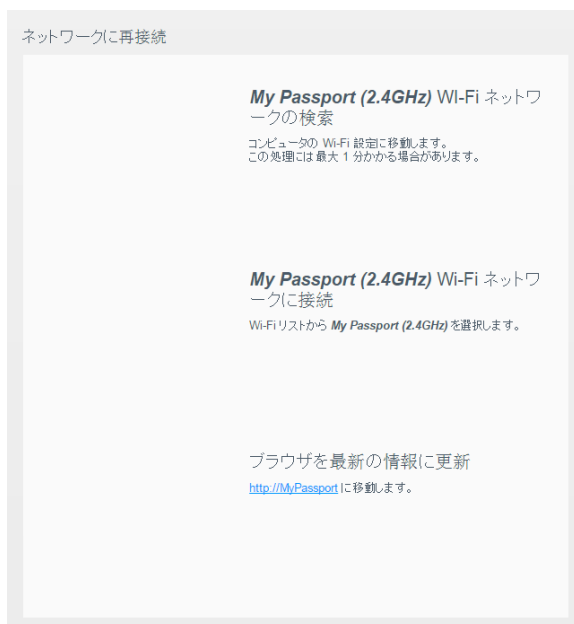 ネットワークに再接続
My Passport (2.4GHz) WI-Fi ネットワ
ークの検索
コンピュータの Wi-Fi 設定に移動します。
この処理には最大 1 分かかる場合があります。
My Passport (2.4GHz) Wi-Fi ネットワ
ークに接続
Wi-Fi リストから My Passport (2.4GHz) を選択します。
ブラウザを最新の情報に更新
http://MyPassport に移動します。